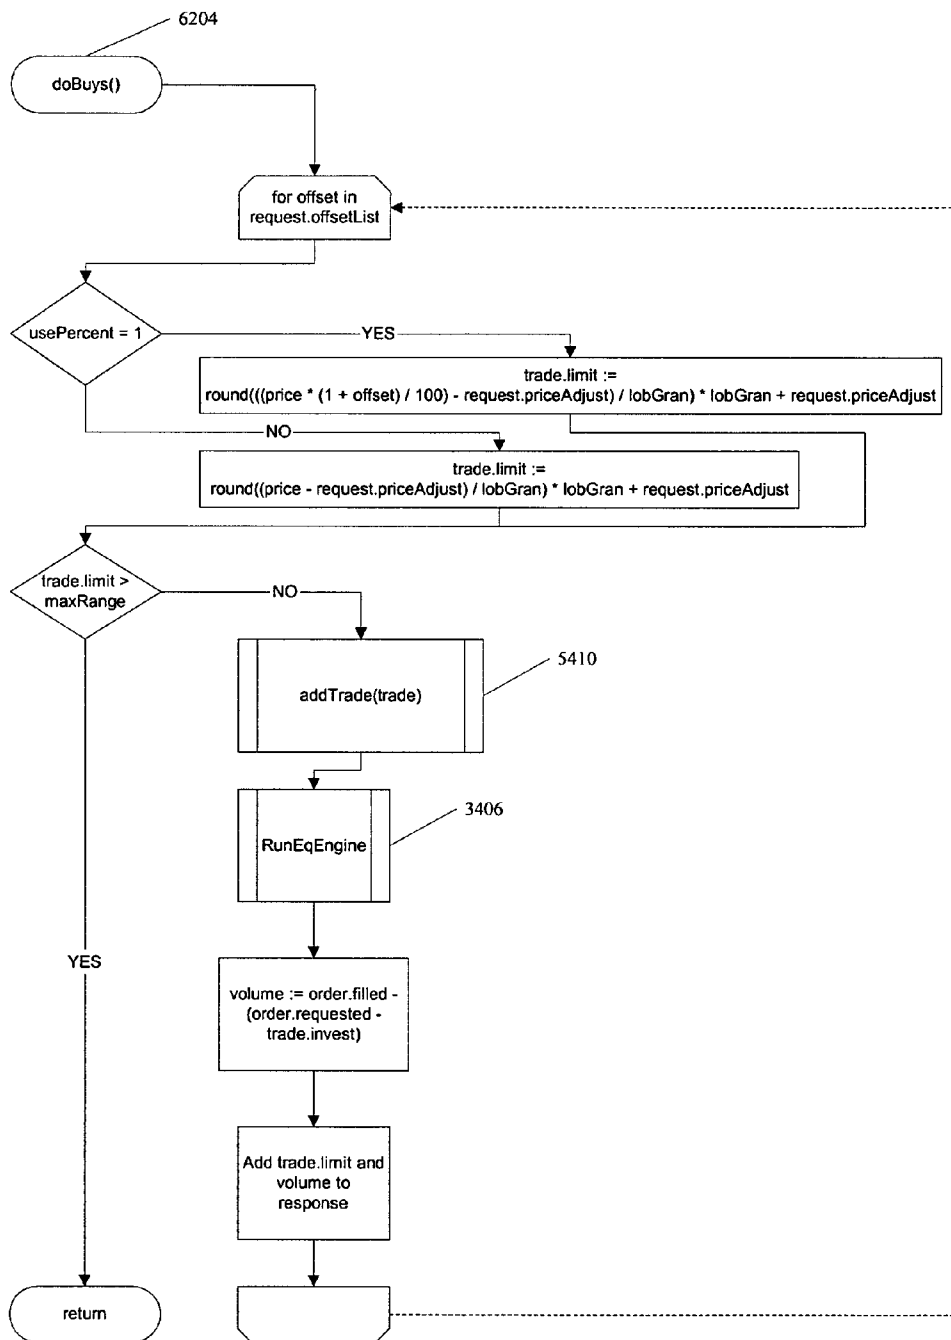 6204
doBuys()
for offset in
request.offsetList
usePercent = 1
YES
trade.limit :=
round(((price * (1 + offset) / 100) - request.priceAdjust) / lobGran) * lobGran + request.priceAdjust
NO
trade.limit :=
round((price - request.priceAdjust) / lobGran) * lobGran + request.priceAdjust
trade.limit >
maxRange
NO
5410
addTrade(trade)
3406
RunEqEngine
YES
volume := order.filled -
(order.requested -
trade.invest)
Add trade.limit and
volume to
response
return